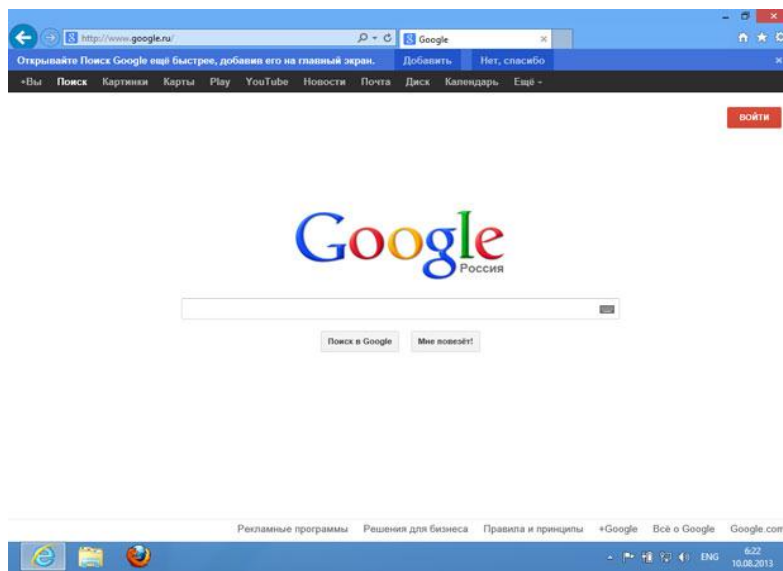 http://www.google.ru/
Google
Открывайте Поиск Google ещё быстрее, добавив его на главный экран. Добавить Нет, спасибо
+Вы Поиск Картинки Карты Play YouTube Новости Почта Диск Календарь Ещё
ВОЙТИ
Google
Россия
Поиск в Google Мне повезёт!
Рекламные программы Решения для бизнеса Правила и принципы +Google Всё о Google Google.com
ENG 6:22
10.08.2013